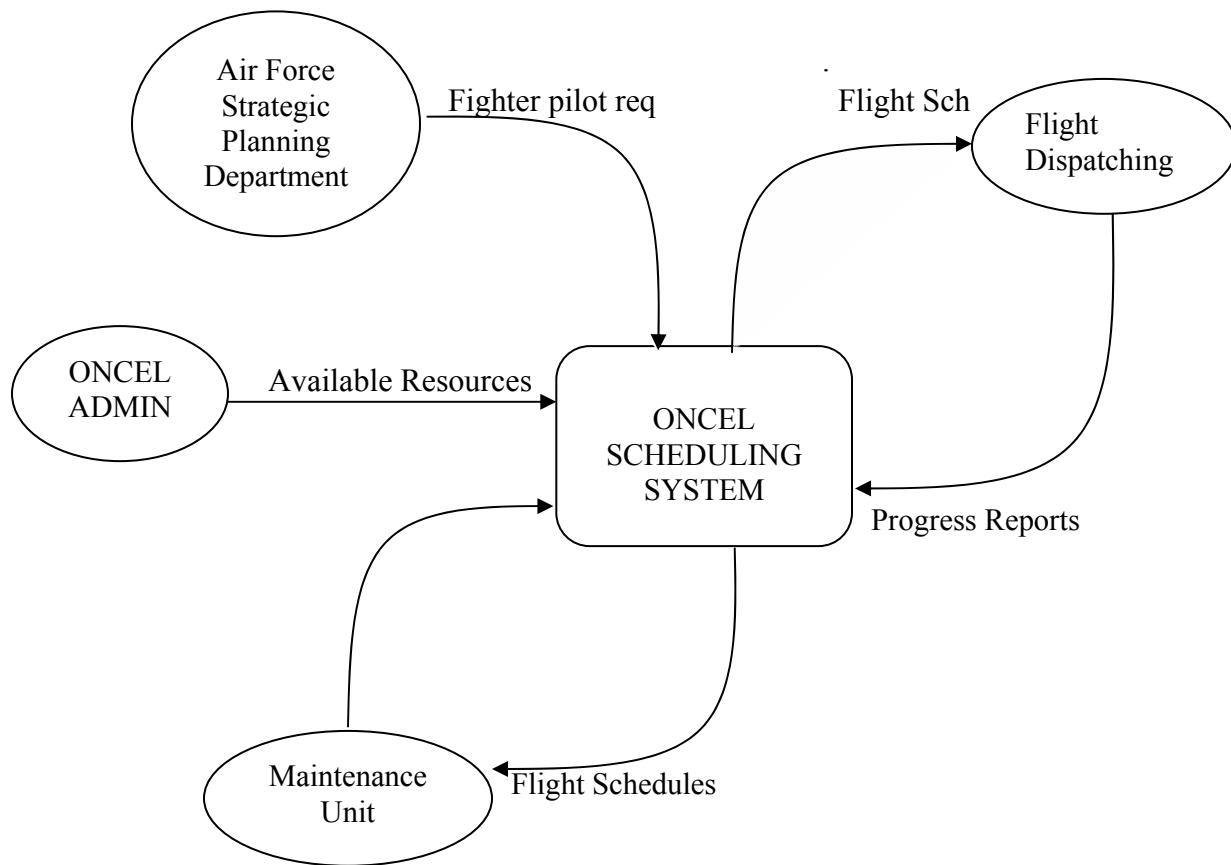 Air Force
Strategic
Planning
Department
Fighter pilot req
Flight Sch
Flight
Dispatching
ONCEL
ADMIN
Available Resources
ONCEL
SCHEDULING
SYSTEM
Progress Reports
Maintenance
Unit
Flight Schedules